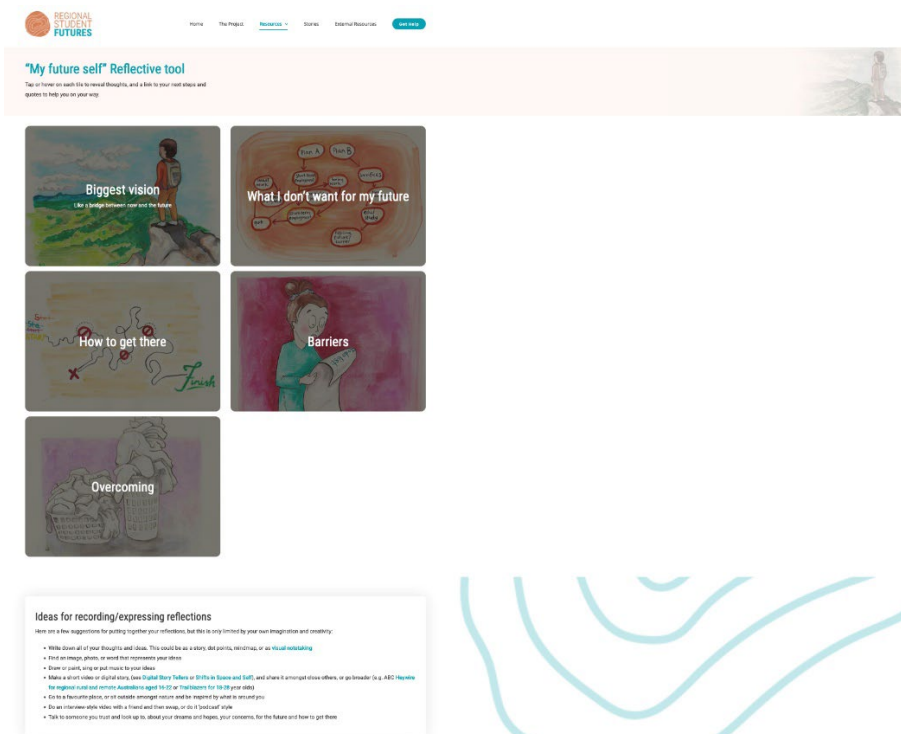 REGIONAL
STUDENT
FUTURES
Home The Project Resources Stories External Resources Get Help
"My future self" Reflective tool
Tap or hover on each tile to reveal thoughts, and a link to your next steps and
quotes to help you on your way
Biggest vision
Like a bridge between now and the future
Plan A Plan B
What I don't want for my future
How to get there
Finish
Barriers
Overcoming
Ideas for recording/expressing reflections
Here are a few suggestions for putting together your reflections, but this is only limited by your own imagination and creativity:
• Write down all of your thoughts and ideas. This could be as a story, dot points, mindmap, or as visual notetaking
• Find an image, photo, or word that represents your ideas
• Draw or paint, sing or put music to your ideas
• Make a short video or digital story, (see Digital Story Tellers or Shifts in Space and Self), and share it amongst close others, or go broader (e.g. ABC Heywire
for regional rural and remote Australians aged 16-22 or Trailblazers for 18-28 year olds)
• Go to a favourite place, or sit outside amongst nature and be inspired by what is around you
• Do an interview-style video with a friend and then swap, or do it 'podcast' style
• Talk to someone you trust and look up to, about your dreams and hopes, your concerns, for the future and how to get there